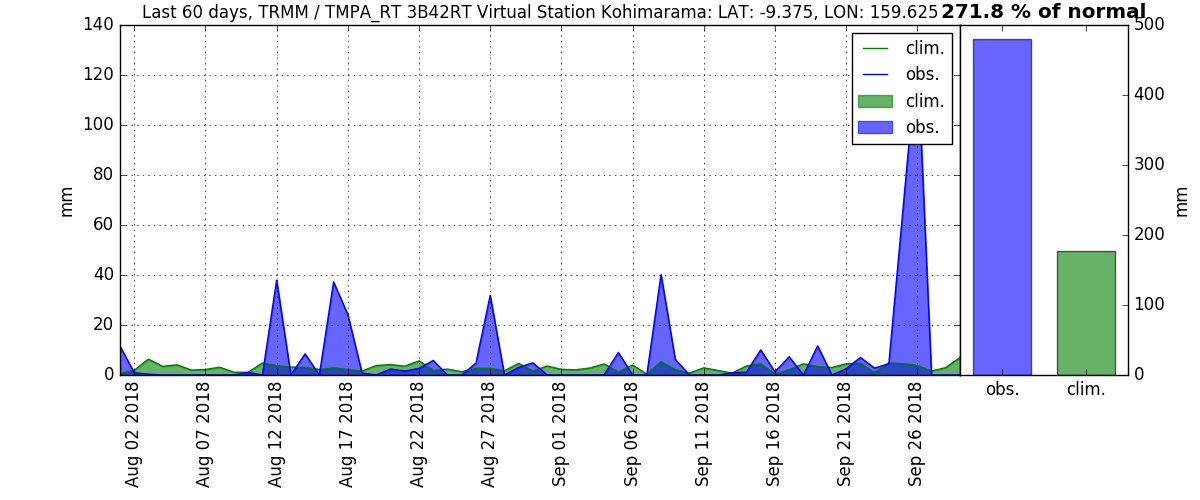 Last 60 days, TRMM / TMPA_RT 3B42RT Virtual Station Kohimarama: LAT: -9.375, LON: 159.625
271.8 % of normal
mm
140
120
100
80
60
40
20
0
clim.
obs.
clim.
obs.
Aug 02 2018
Aug 07 2018
Aug 12 2018
Aug 17 2018
Aug 22 2018
Aug 27 2018
Sep 01 2018
Sep 06 2018
Sep 11 2018
Sep 16 2018
Sep 21 2018
Sep 26 2018
500
400
300
200
100
0
mm
obs.
clim.